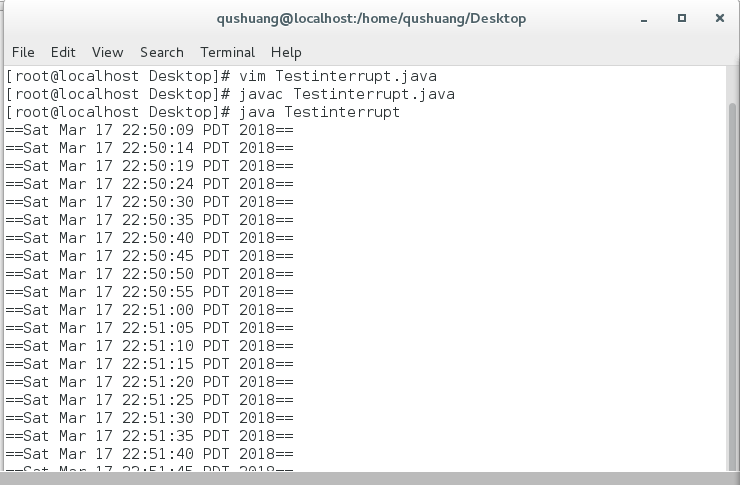 qushuang@localhost:/home/qushuang/Desktop
File Edit View Search Terminal Help
[root@localhost Desktop]# vim Testinterrupt.java
[root@localhost Desktop]# javac Testinterrupt.java
[root@localhost Desktop]# java Testinterrupt
==Sat Mar 17 22:50:09 PDT 2018==
==Sat Mar 17 22:50:14 PDT 2018==
==Sat Mar 17 22:50:19 PDT 2018==
==Sat Mar 17 22:50:24 PDT 2018==
==Sat Mar 17 22:50:30 PDT 2018==
==Sat Mar 17 22:50:35 PDT 2018==
==Sat Mar 17 22:50:40 PDT 2018==
==Sat Mar 17 22:50:45 PDT 2018==
==Sat Mar 17 22:50:50 PDT 2018==
==Sat Mar 17 22:50:55 PDT 2018==
==Sat Mar 17 22:51:00 PDT 2018==
==Sat Mar 17 22:51:05 PDT 2018==
==Sat Mar 17 22:51:10 PDT 2018==
==Sat Mar 17 22:51:15 PDT 2018==
==Sat Mar 17 22:51:20 PDT 2018==
==Sat Mar 17 22:51:25 PDT 2018==
==Sat Mar 17 22:51:30 PDT 2018==
==Sat Mar 17 22:51:35 PDT 2018==
==Sat Mar 17 22:51:40 PDT 2018==
==Sat Mar 17 22:51:45 PDT 2018==